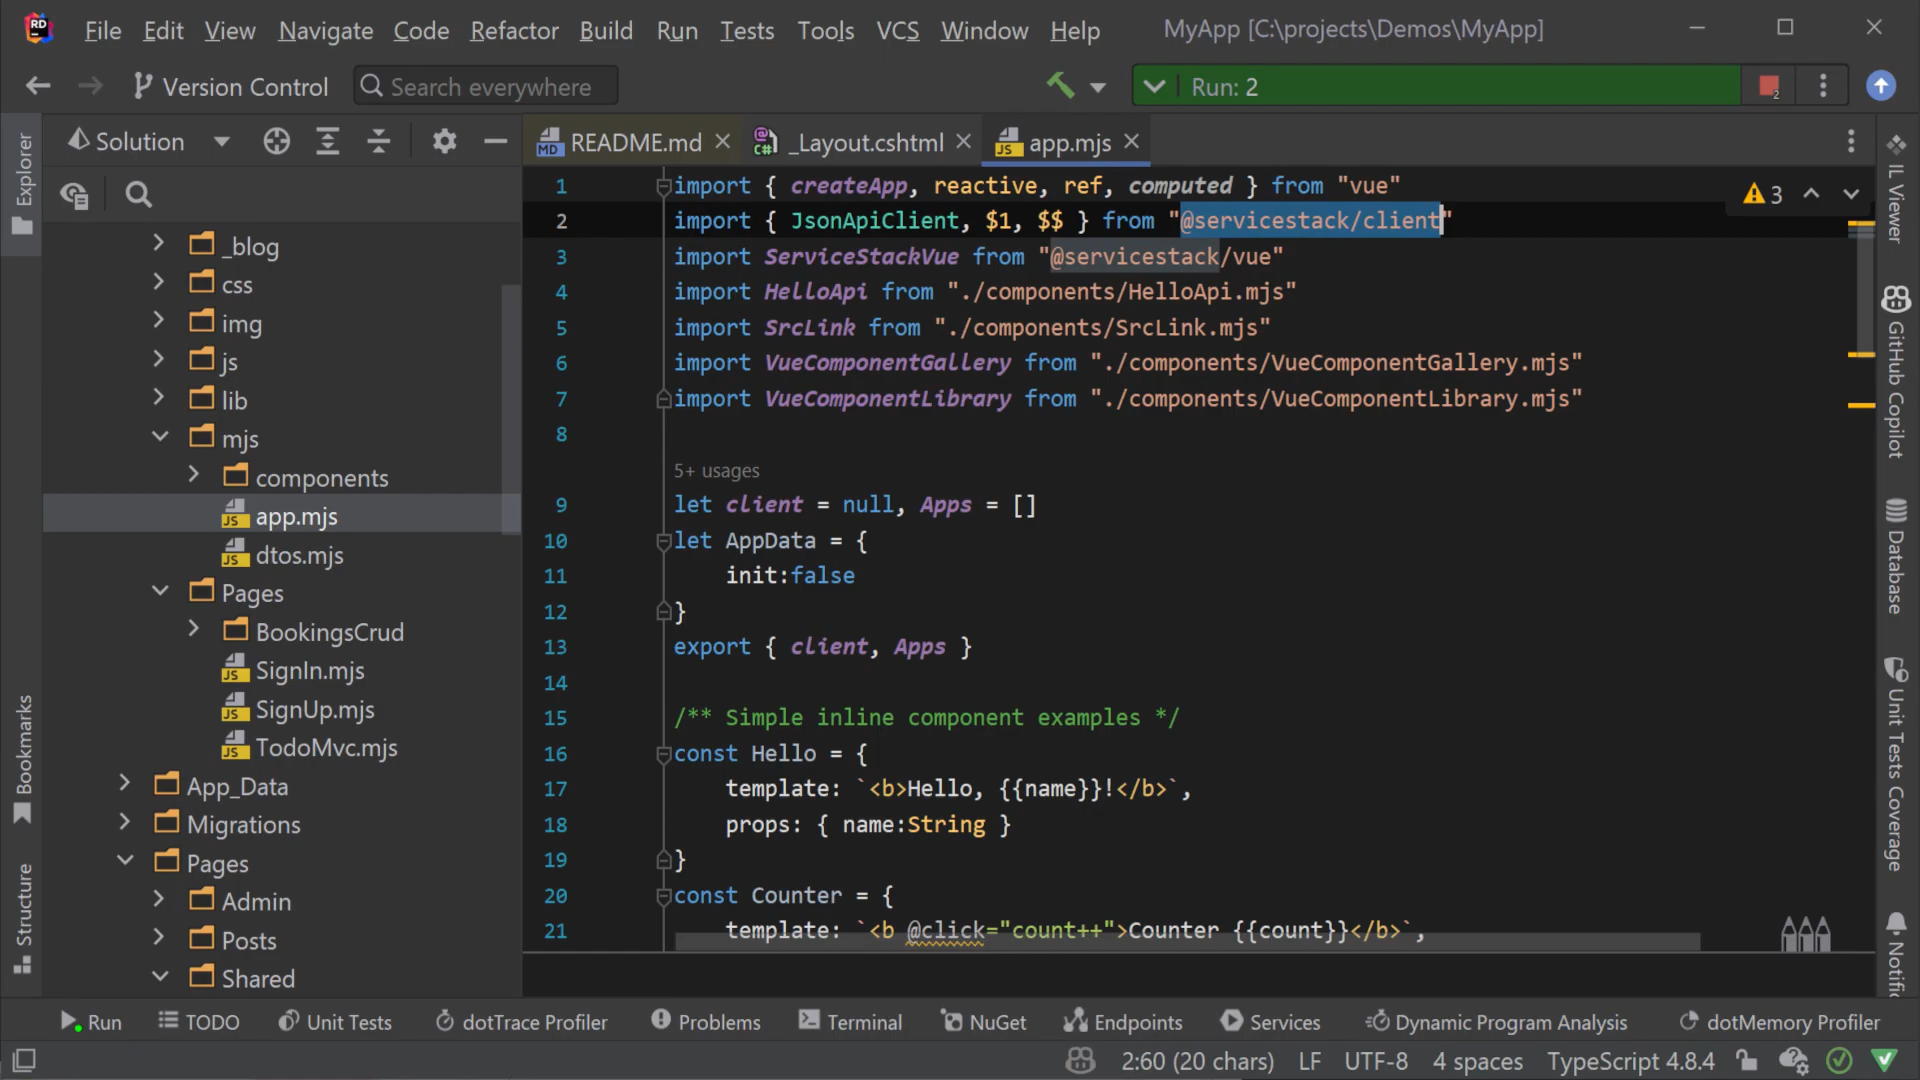 RD File Edit View Navigate Code Refactor Build Run Tests Tools VCS Window Help MyApp [C:\projects\Demos\MyApp]
Version Control Search everywhere Run: 2 2
Explorer
Bookmarks
Structure
Solution
_blog
css
img
js
lib
mjs
components
JS app.mjs
JS dtos.mjs
Pages
BookingsCrud
JS SignIn.mjs
JS SignUp.mjs
JS TodoMvc.mjs
App_Data
Migrations
Pages
Admin
Posts
Shared
MD README.md C# _Layout.cshtml JS app.mjs
3
1 import { createApp, reactive, ref, computed } from "vue"
2 import { JsonApiClient, $1, $$ } from "@servicestack/client"
3 import ServiceStackVue from "@servicestack/vue"
4 import HelloApi from "./components/HelloApi.mjs"
5 import SrcLink from "./components/SrcLink.mjs"
6 import VueComponentGallery from "./components/VueComponentGallery.mjs"
7 import VueComponentLibrary from "./components/VueComponentLibrary.mjs"
8
5+ usages
9 let client = null, Apps = []
10 let AppData = {
11     init:false
12 }
13 export { client, Apps }
14
15 /** Simple inline component examples */
16 const Hello = {
17     template: `<b>Hello, {{name}}!</b>`,
18     props: { name:String }
19 }
20 const Counter = {
21     template: `<b @click="count++">Counter {{count}}</b>`,
IL Viewer
GitHub Copilot
Database
Unit Tests Coverage
Notific
Run TODO Unit Tests dotTrace Profiler Problems Terminal NuGet Endpoints Services Dynamic Program Analysis dotMemory Profiler
2:60 (20 chars) LF UTF-8 4 spaces TypeScript 4.8.4